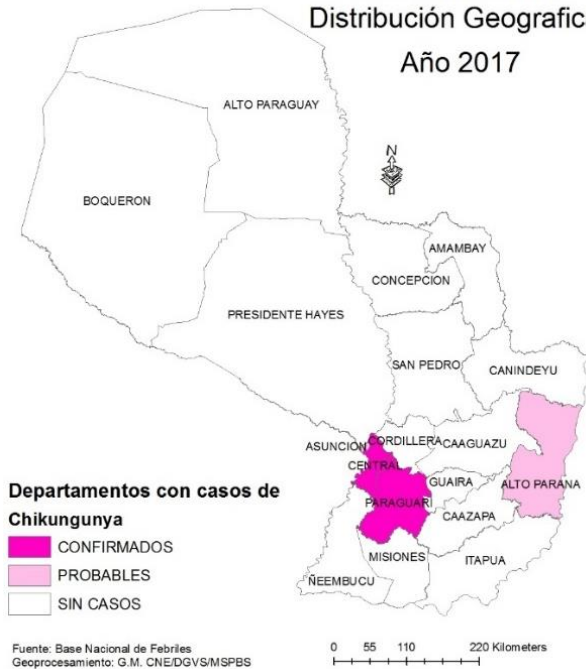 Distribución Geografic
Año 2017
ALTO PARAGUAY
N
BOQUERON
AMAMBAY
CONCEPCION
PRESIDENTE HAYES
SAN PEDRO
CANINDEYU
ASUNCION
CORDILLERA
CAAGUAZU
CENTRAL
GUAIRA
ALTO PARANA
PARAGUARI
CAAZAPA
MISIONES
ITAPUA
ÑEEMBUCU
Departamentos con casos de
Chikungunya
CONFIRMADOS
PROBABLES
SIN CASOS
Fuente: Base Nacional de Febriles
Geoprocesamiento: G.M. CNE/DGVS/MSPBS
0 55 110 220 Kilometers